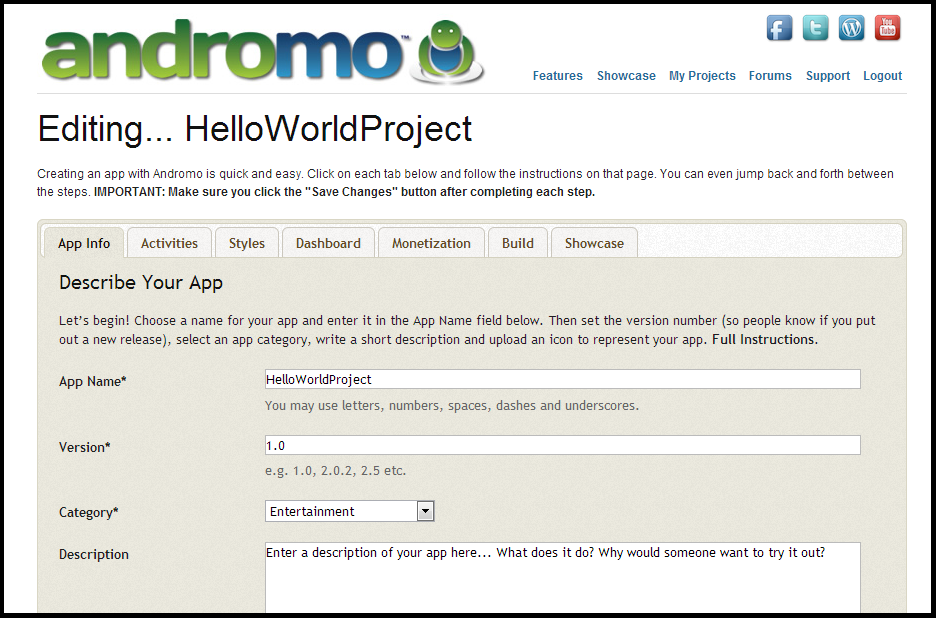 andromo™
f t W You Tube
Features Showcase My Projects Forums Support Logout
Editing... HelloWorldProject
Creating an app with Andromo is quick and easy. Click on each tab below and follow the instructions on that page. You can even jump back and forth between
the steps. IMPORTANT: Make sure you click the "Save Changes" button after completing each step.
App Info Activities Styles Dashboard Monetization Build Showcase
Describe Your App
Let's begin! Choose a name for your app and enter it in the App Name field below. Then set the version number (so people know if you put
out a new release), select an app category, write a short description and upload an icon to represent your app. Full Instructions.
App Name* HelloWorldProject
You may use letters, numbers, spaces, dashes and underscores.
Version* 1.0
e.g. 1.0, 2.0.2, 2.5 etc.
Category* Entertainment
Description Enter a description of your app here... What does it do? Why would someone want to try it out?